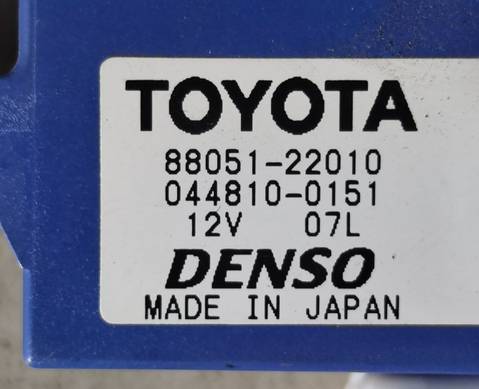 TOYOTA
88051-22010
044810-0151
12V 07L
DENSO
MADE IN JAPAN